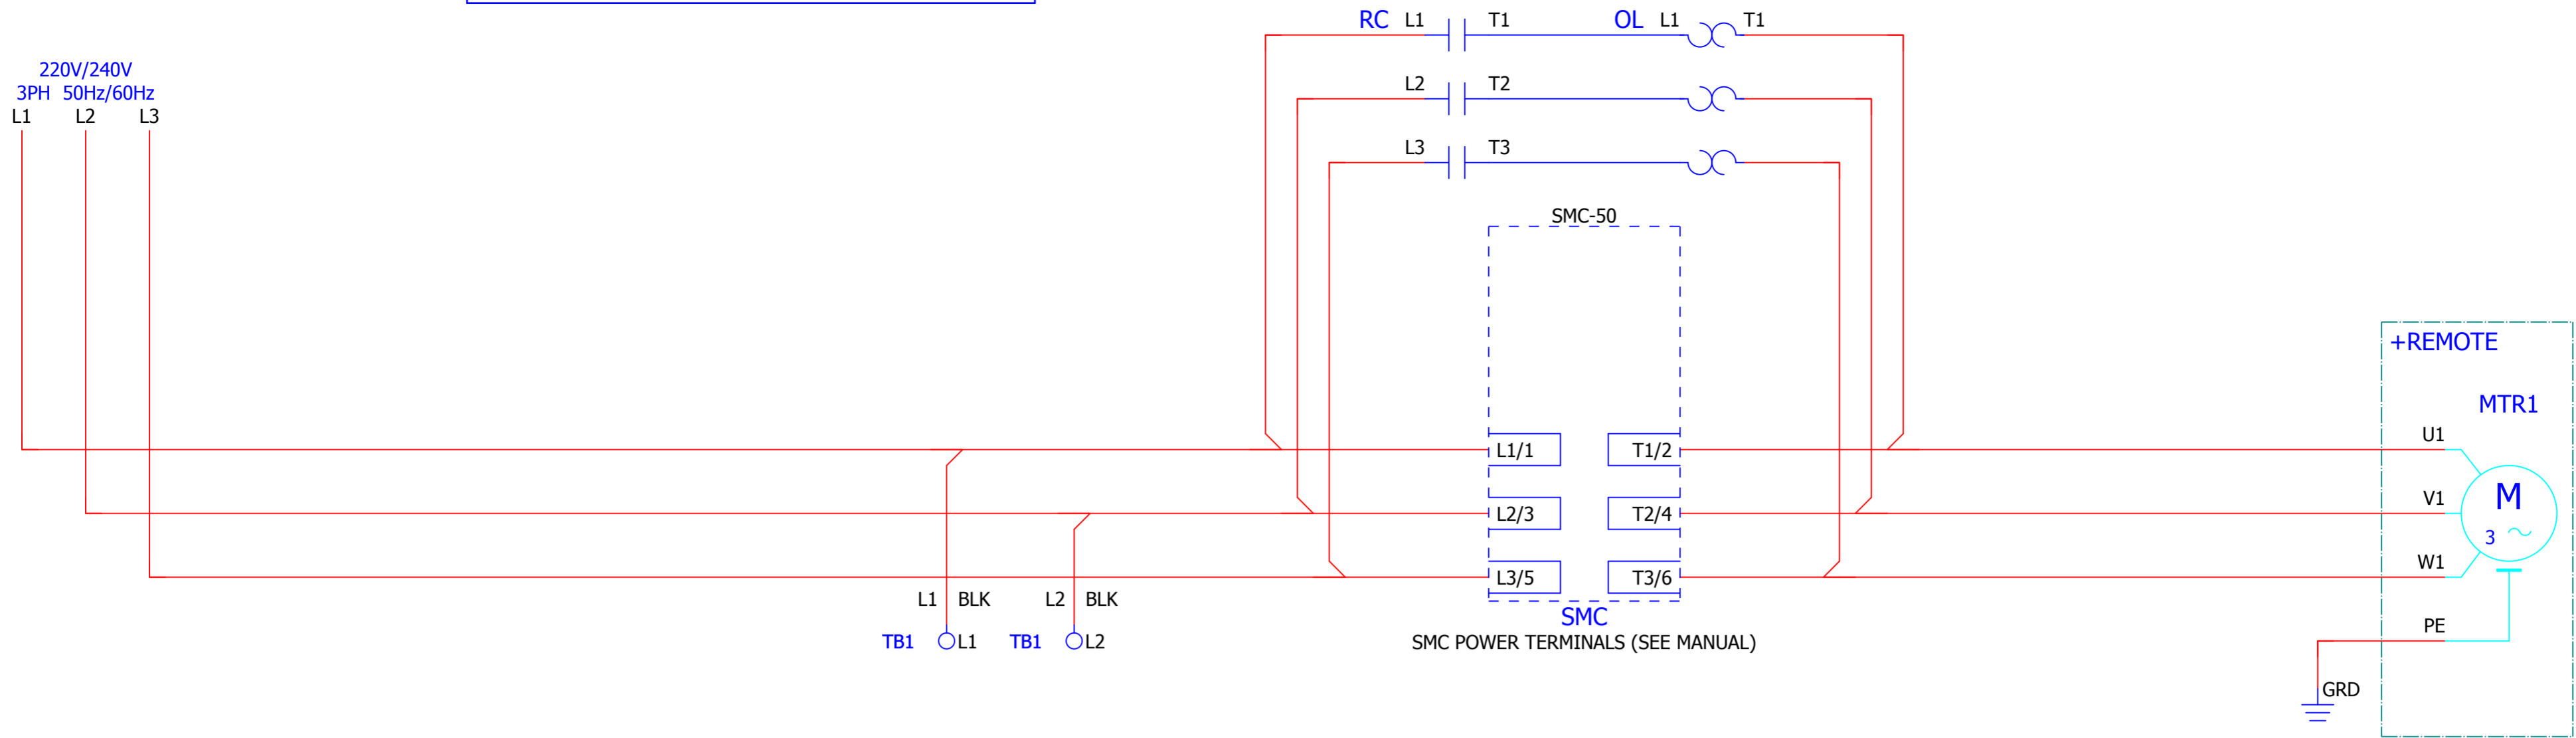 RC L1 T1 OL L1 T1
220V/240V
3PH 50Hz/60Hz
L1 L2 L3
L2 T2
L3 T3
SMC-50
+REMOTE
MTR1
U1
L1/1 T1/2
V1
M
L2/3 T2/4
3
W1
L3/5 T3/6
L1 BLK L2 BLK
SMC
PE
TB1 L1 TB1 L2
SMC POWER TERMINALS (SEE MANUAL)
GRD